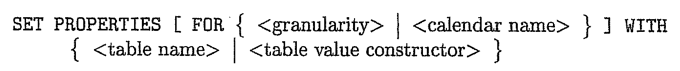 SET PROPERTIES [ FOR { <granularity> | <calendar name> } ] WITH
{ <table name> | <table value constructor> }